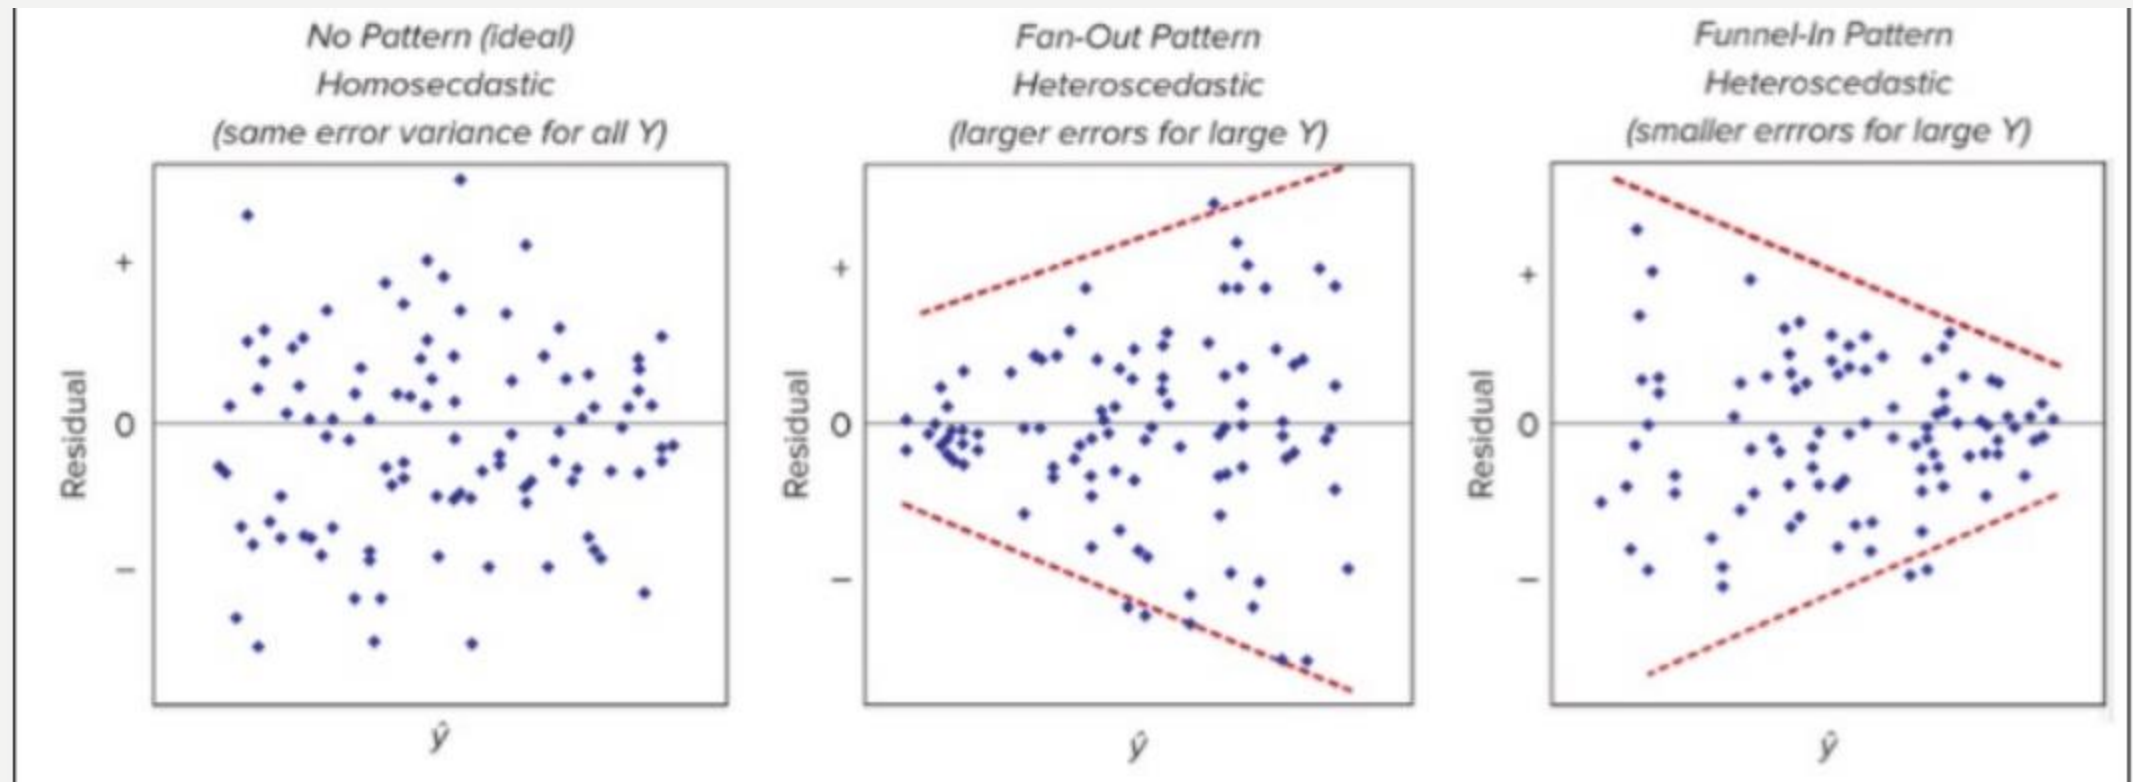 No Pattern (ideal)
Homosecdastic
(same error variance for all Y)
+
Residual
0
−
ŷ
Fan-Out Pattern
Heteroscedastic
(larger errors for large Y)
+
Residual
0
−
ŷ
Funnel-In Pattern
Heteroscedastic
(smaller errrors for large Y)
+
Residual
0
−
ŷ